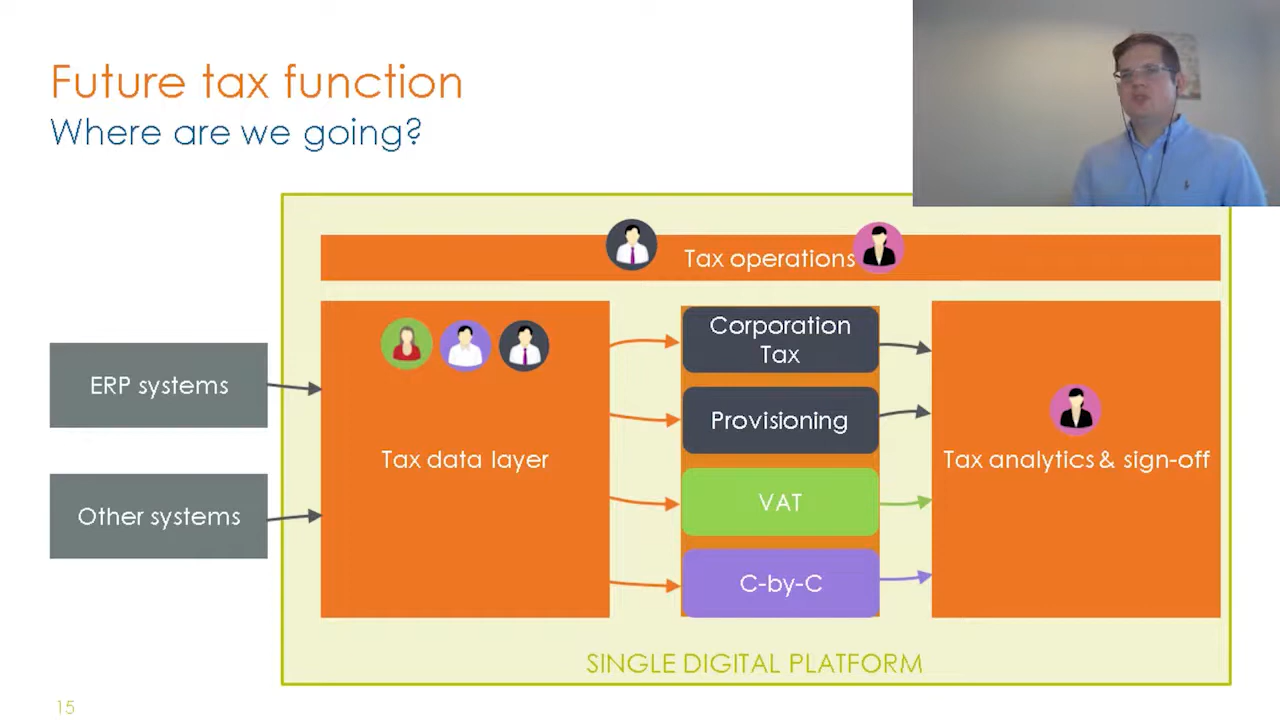 Future tax function
Where are we going?
Tax operations
ERP systems
Other systems
Tax data layer
Corporation
Tax
Provisioning
VAT
C-by-C
Tax analytics & sign-off
SINGLE DIGITAL PLATFORM
15